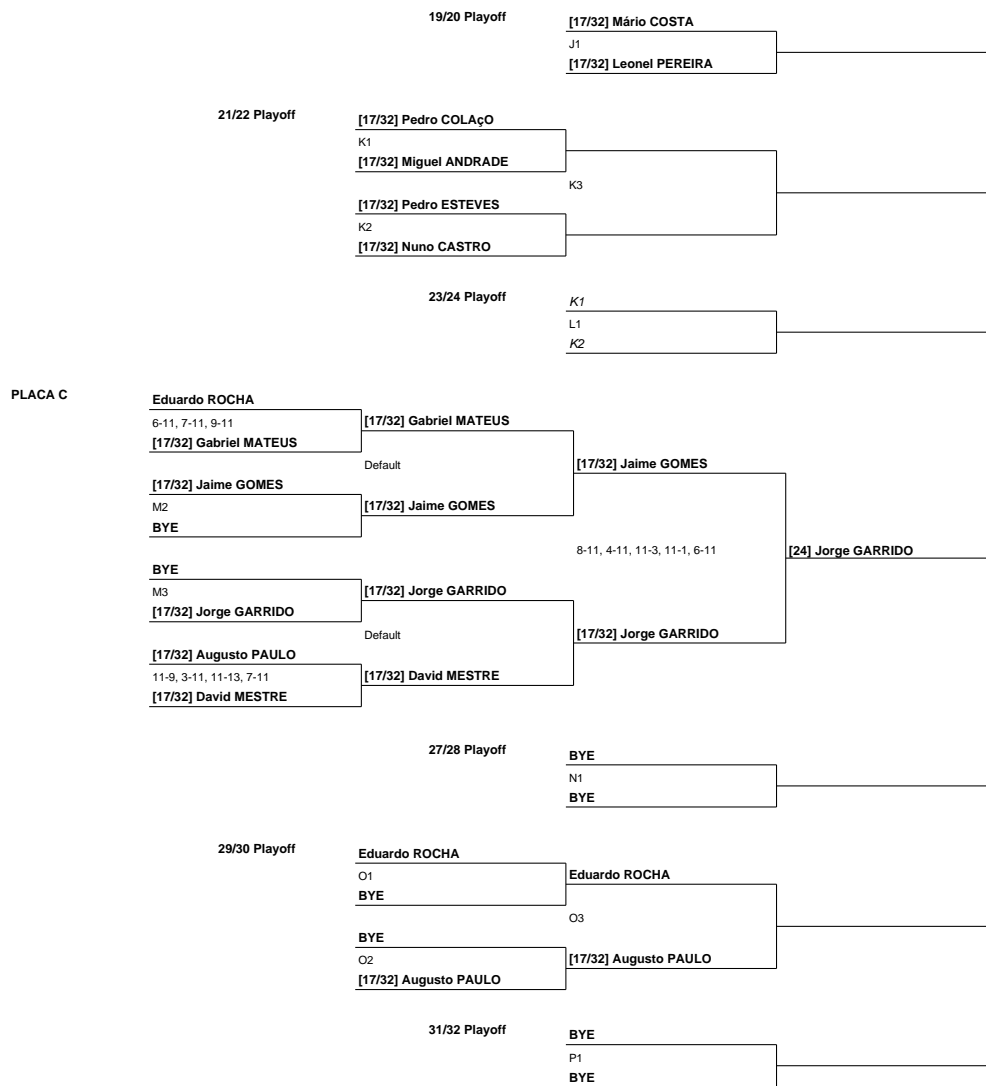 19/20 Playoff
[17/32] Mário COSTA
J1
[17/32] Leonel PEREIRA
21/22 Playoff
[17/32] Pedro COLAçO
K1
[17/32] Miguel ANDRADE
K3
[17/32] Pedro ESTEVES
K2
[17/32] Nuno CASTRO
23/24 Playoff
K1
L1
K2
PLACA C
Eduardo ROCHA
6-11, 7-11, 9-11
[17/32] Gabriel MATEUS
[17/32] Gabriel MATEUS
Default
[17/32] Jaime GOMES
[17/32] Jaime GOMES
M2
[17/32] Jaime GOMES
BYE
8-11, 4-11, 11-3, 11-1, 6-11
[24] Jorge GARRIDO
BYE
M3
[17/32] Jorge GARRIDO
[17/32] Jorge GARRIDO
Default
[17/32] Jorge GARRIDO
[17/32] Augusto PAULO
11-9, 3-11, 11-13, 7-11
[17/32] David MESTRE
[17/32] David MESTRE
27/28 Playoff
BYE
N1
BYE
29/30 Playoff
Eduardo ROCHA
O1
Eduardo ROCHA
BYE
O3
BYE
O2
[17/32] Augusto PAULO
[17/32] Augusto PAULO
31/32 Playoff
BYE
P1
BYE